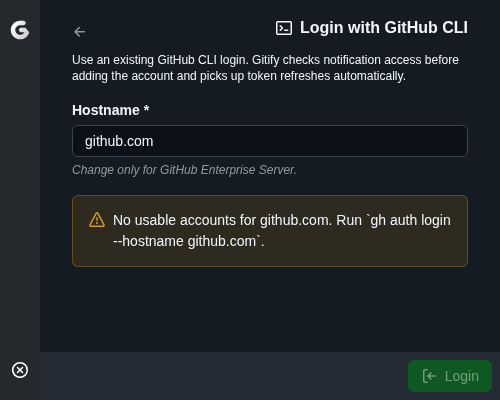 Login with GitHub CLI
Use an existing GitHub CLI login. Gitify checks notification access before
adding the account and picks up token refreshes automatically.
Hostname *
github.com
Change only for GitHub Enterprise Server.
No usable accounts for github.com. Run `gh auth login
--hostname github.com`.
Login